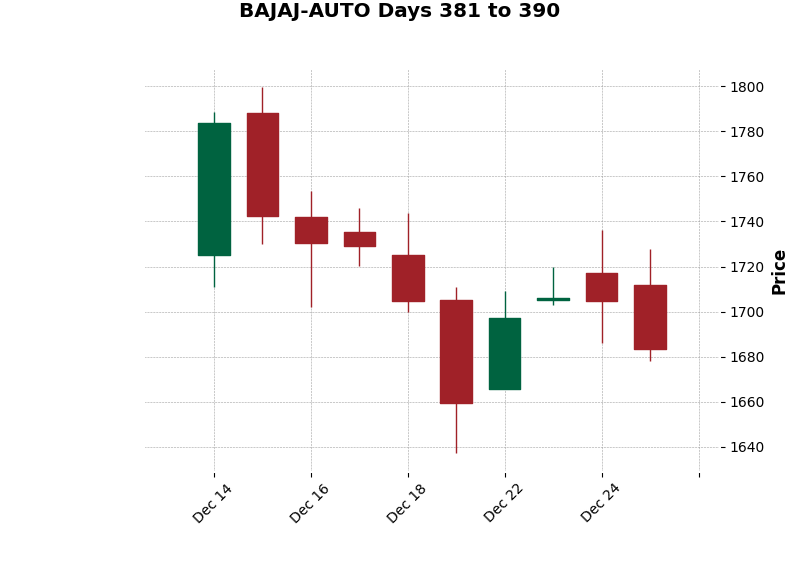 BAJAJ-AUTO Days 381 to 390
1800
1780
1760
1740
1720
1700
1680
1660
1640
Price
Dec 14
Dec 16
Dec 18
Dec 22
Dec 24